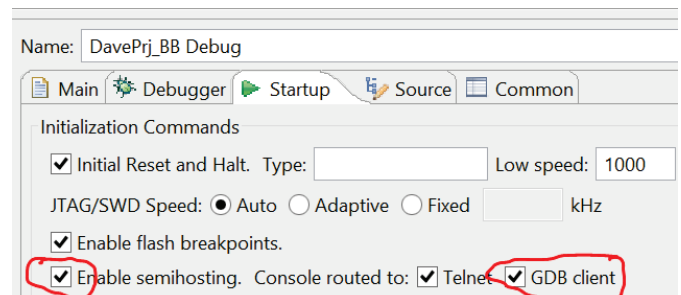 Name: DavePrj_BB Debug
Main Debugger Startup Source Common
Initialization Commands
Initial Reset and Halt. Type: Low speed: 1000
JTAG/SWD Speed: Auto Adaptive Fixed kHz
Enable flash breakpoints.
Enable semihosting. Console routed to: Telnet GDB client